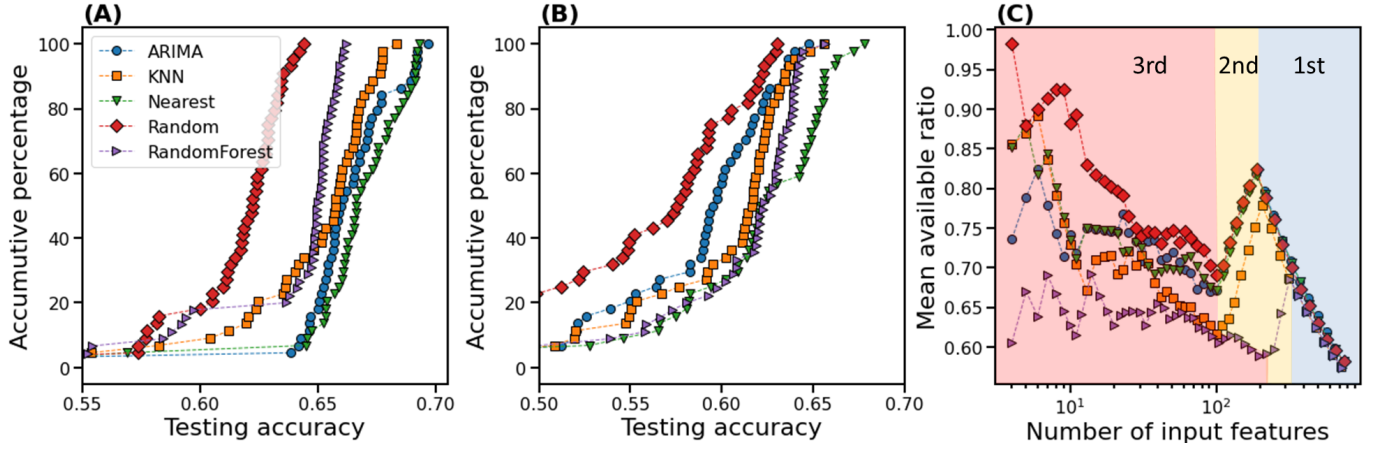 (A)
Accumulative percentage
100
80
60
40
20
0
ARIMA
KNN
Nearest
Random
RandomForest
0.55 0.60 0.65 0.70
Testing accuracy
(B)
Accumulative percentage
100
80
60
40
20
0
0.50 0.55 0.60 0.65 0.70
Testing accuracy
(C)
Mean available ratio
1.00
0.95
0.90
0.85
0.80
0.75
0.70
0.65
0.60
3rd 2nd 1st
10¹ 10²
Number of input features